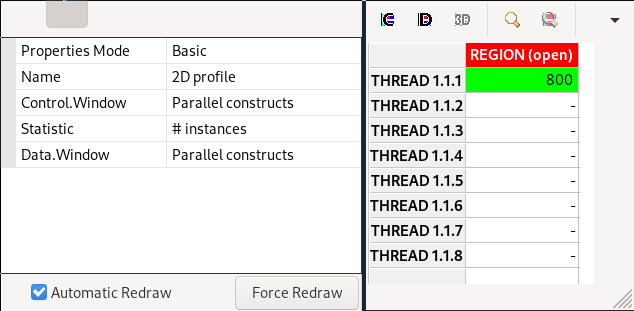 Properties Mode Basic
Name 2D profile
Control.Window Parallel constructs
Statistic # instances
Data.Window Parallel constructs
Automatic Redraw Force Redraw
3D
REGION (open)
THREAD 1.1.1 800
THREAD 1.1.2 -
THREAD 1.1.3 -
THREAD 1.1.4 -
THREAD 1.1.5 -
THREAD 1.1.6 -
THREAD 1.1.7 -
THREAD 1.1.8 -